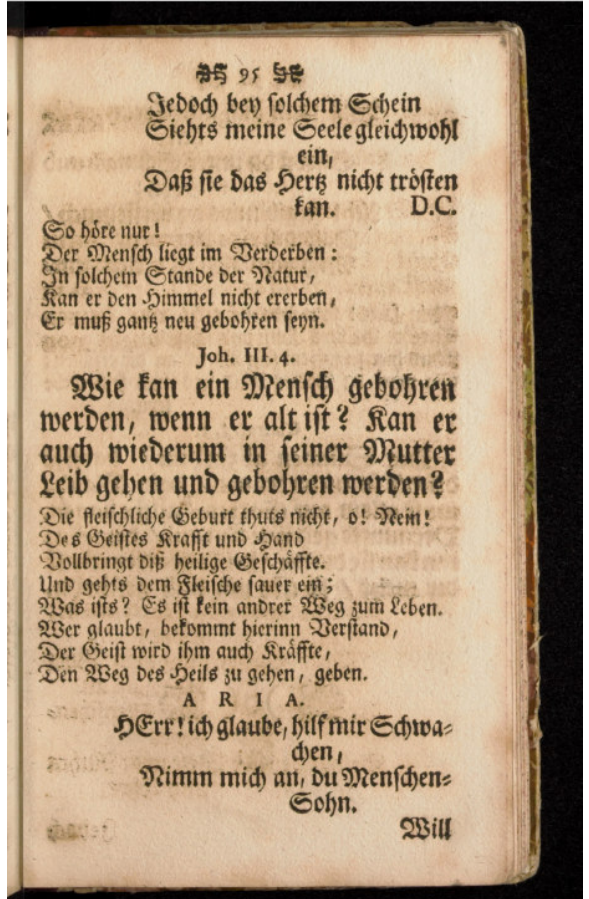 95
Jedoch bey solchem Schein
Siehts meine Seele gleichwohl
ein,
Daß sie das Hertz nicht trösten
kan. D.C.
So höre nur!
Der Mensch liegt im Verderben:
In solchem Stande der Natur,
Kan er den Himmel nicht ererben,
Er muß gantz neu gebohren seyn.
Joh. III. 4.
Wie kan ein Mensch gebohren
werden, wenn er alt ist? Kan er
auch wiederum in seiner Mutter
Leib gehen und gebohren werden?
Die fleischliche Geburt thuts nicht, o! Nein!
Des Geistes Krafft und Hand
Vollbringt diß heilige Geschäffte.
Und gehts dem Fleische sauer ein;
Was ists? Es ist kein andrer Weg zum Leben.
Wer glaubt, bekommt hierinn Verstand,
Der Geist wird ihm auch Kräffte,
Den Weg des Heils zu gehen, geben.
ARIA.
HErr! ich glaube, hilf mir Schwa-
chen,
Nimm mich an, du Menschen-
Sohn.
Will